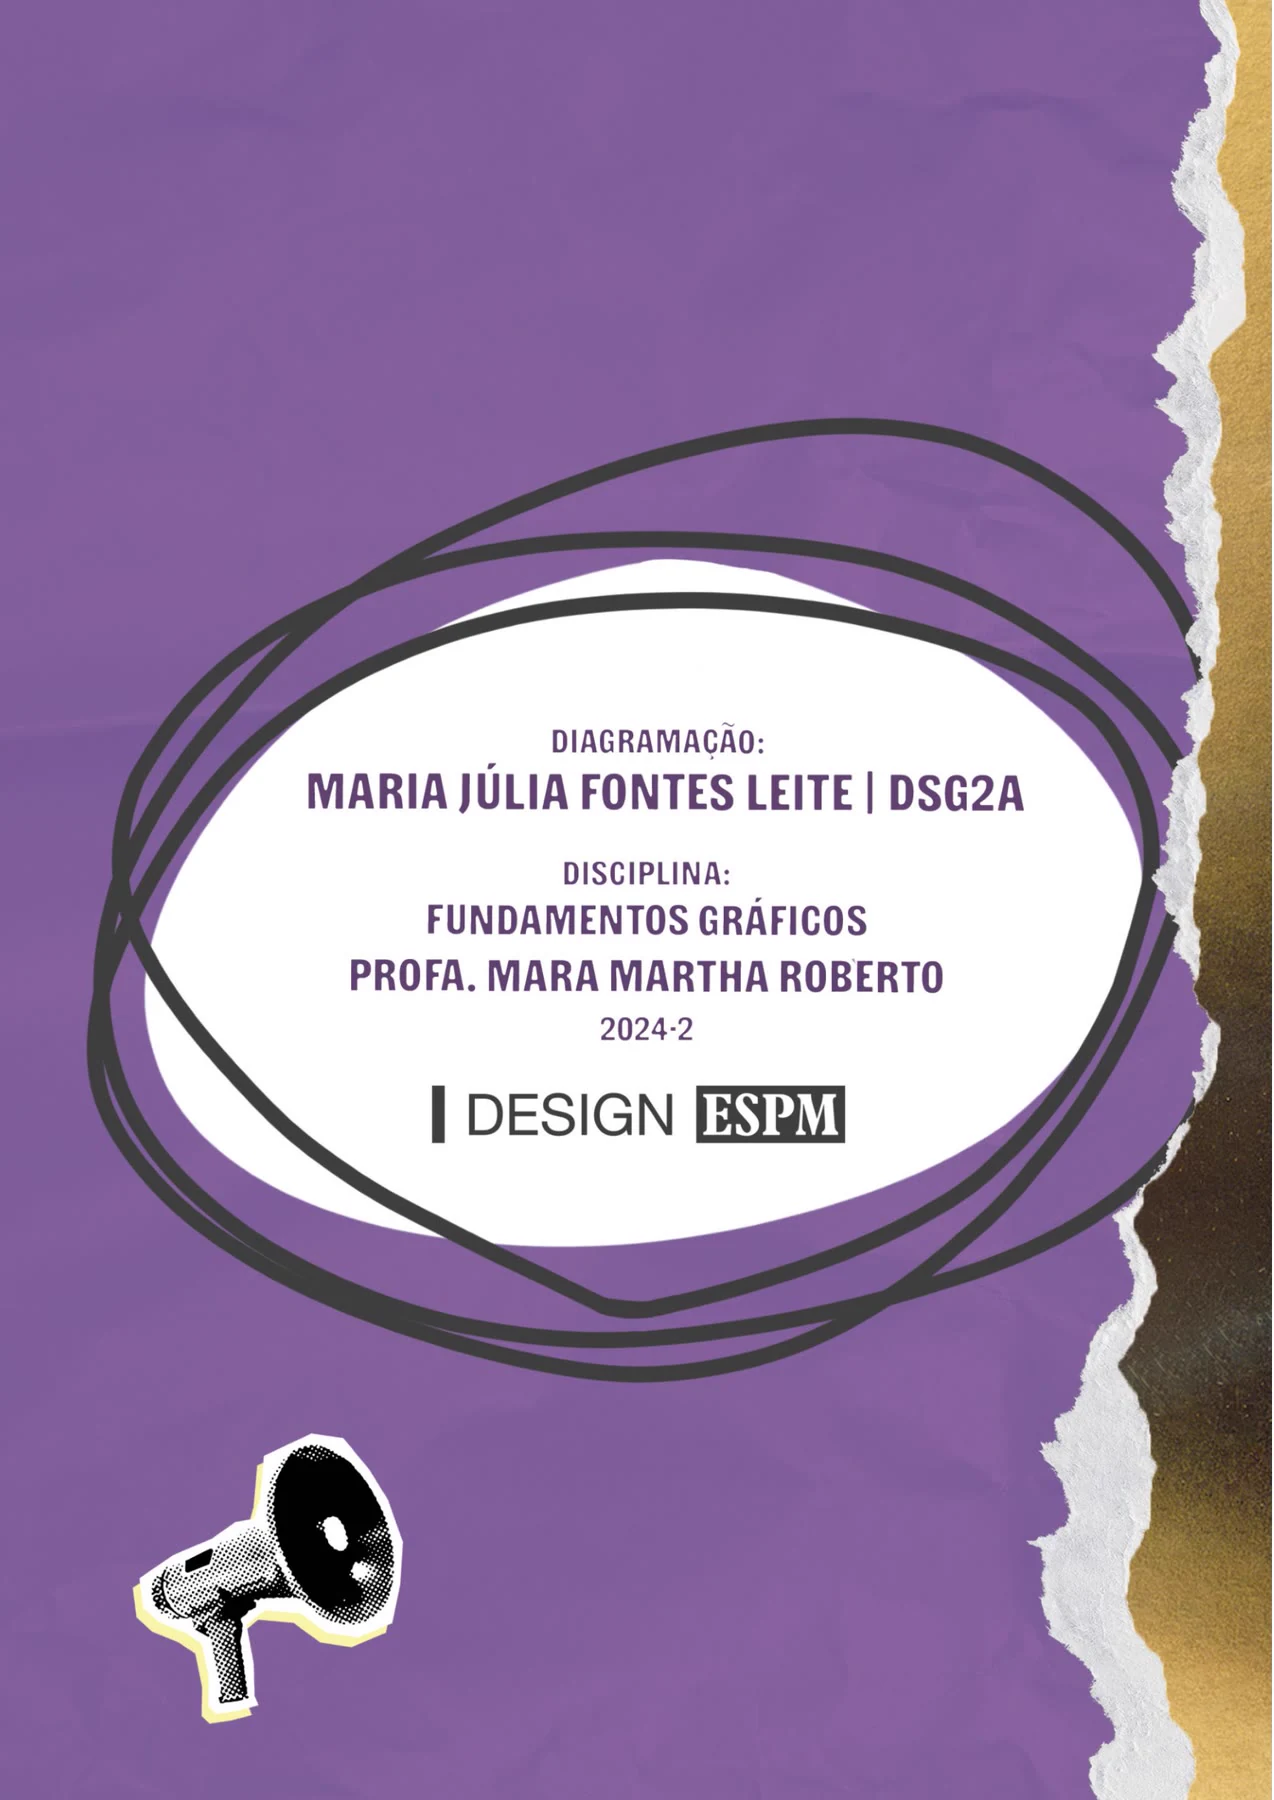 DIAGRAMAÇÃO:
MARIA JÚLIA FONTES LEITE | DSG2A
DISCIPLINA:
FUNDAMENTOS GRÁFICOS
PROFA. MARA MARTHA ROBERTO
2024-2
DESIGN ESPM